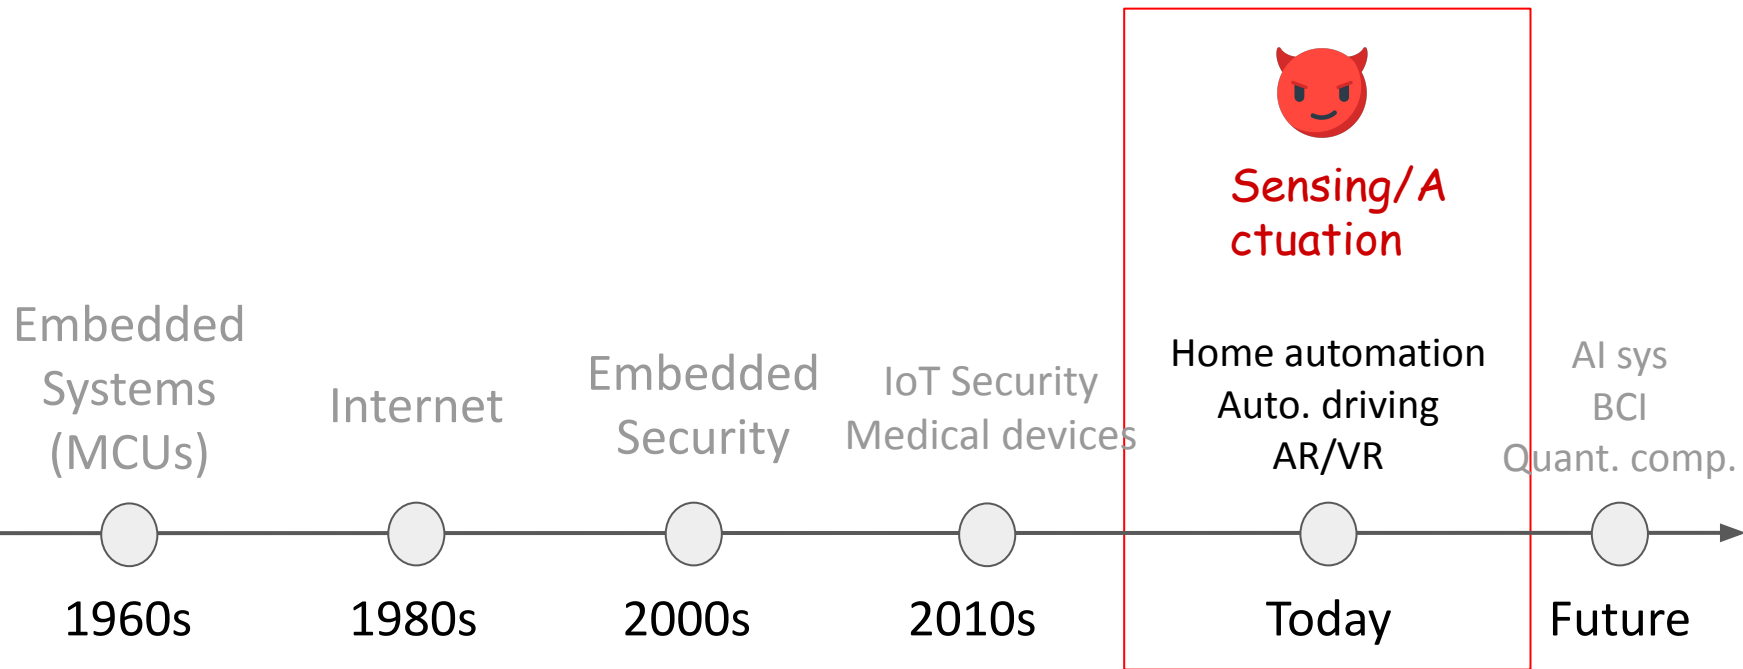 Sensing/A
ctuation
Embedded
Systems
(MCUs)
Internet
Embedded
Security
IoT Security
Medical devices
Home automation
Auto. driving
AR/VR
AI sys
BCI
Quant. comp.
1960s
1980s
2000s
2010s
Today
Future